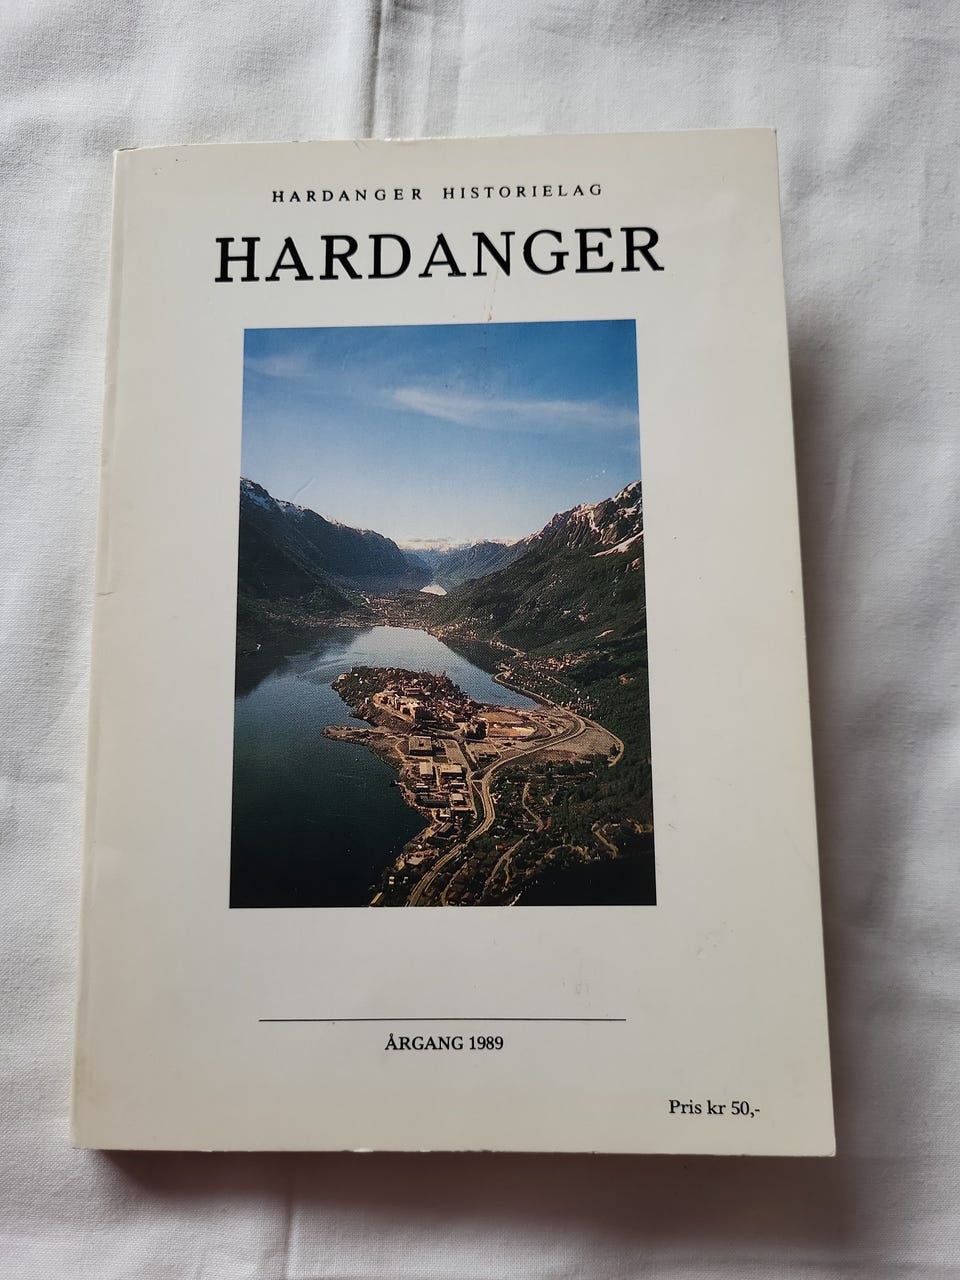 HARDANGER HISTORIELAG
HARDANGER
ÅRGANG 1989
Pris kr 50,-